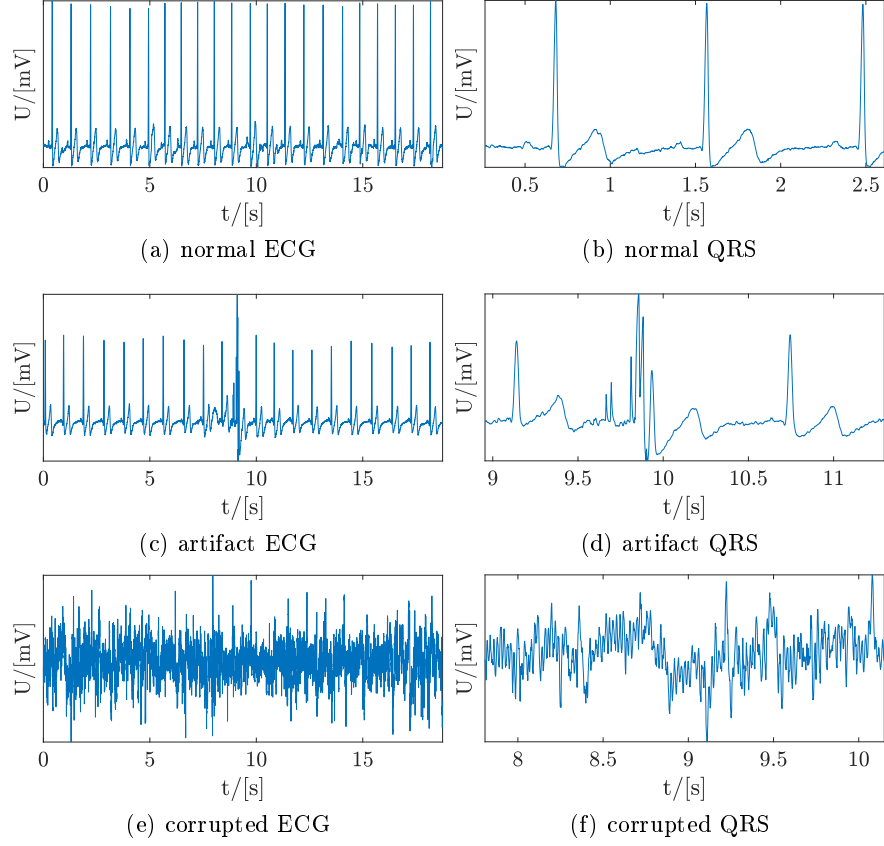 U/[mV]
0 5 10 15
t/[s]
(a) normal ECG
U/[mV]
0.5 1 1.5 2 2.5
t/[s]
(b) normal QRS
U/[mV]
0 5 10 15
t/[s]
(c) artifact ECG
U/[mV]
9 9.5 10 10.5 11
t/[s]
(d) artifact QRS
U/[mV]
0 5 10 15
t/[s]
(e) corrupted ECG
U/[mV]
8 8.5 9 9.5 10
t/[s]
(f) corrupted QRS